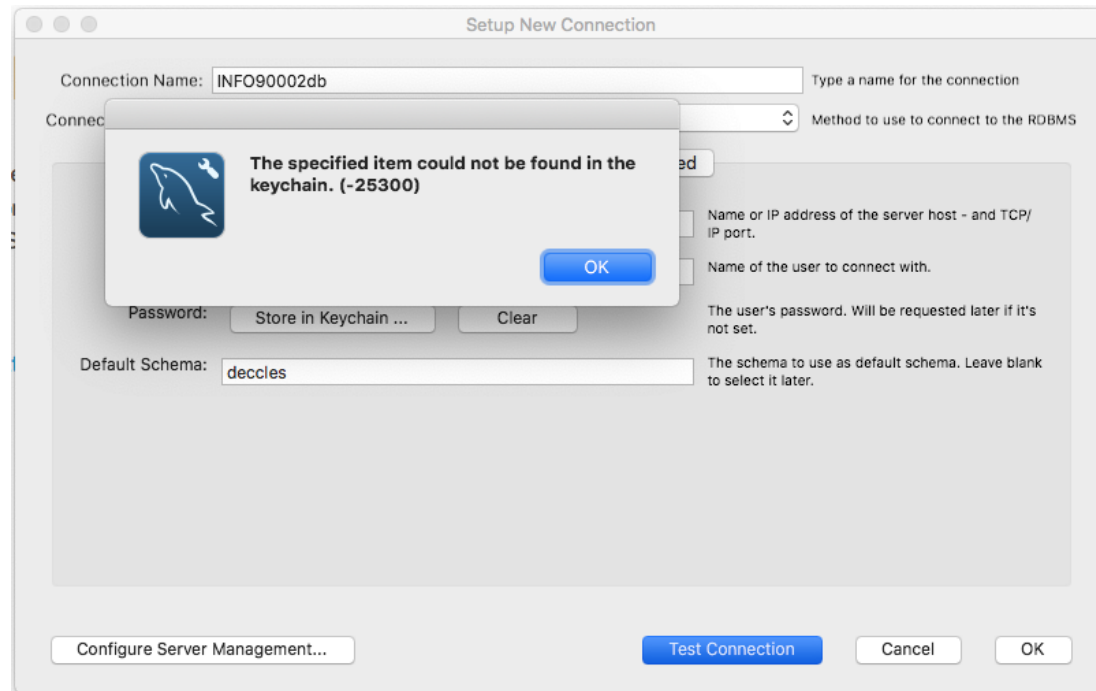 Setup New Connection
Connection Name: INFO90002db Type a name for the connection
Connec Method to use to connect to the RDBMS
The specified item could not be found in the
keychain. (-25300)
OK
ed
Name or IP address of the server host - and TCP/
IP port.
Name of the user to connect with.
Password: Store in Keychain ... Clear The user's password. Will be requested later if it's
not set.
Default Schema: deccles The schema to use as default schema. Leave blank
to select it later.
Configure Server Management... Test Connection Cancel OK